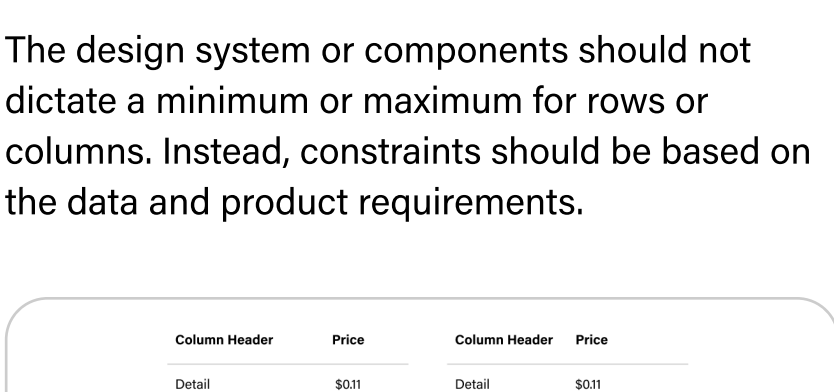 The design system or components should not
dictate a minimum or maximum for rows or
columns. Instead, constraints should be based on
the data and product requirements.
Column Header Price Column Header Price
Detail $0.11 Detail $0.11